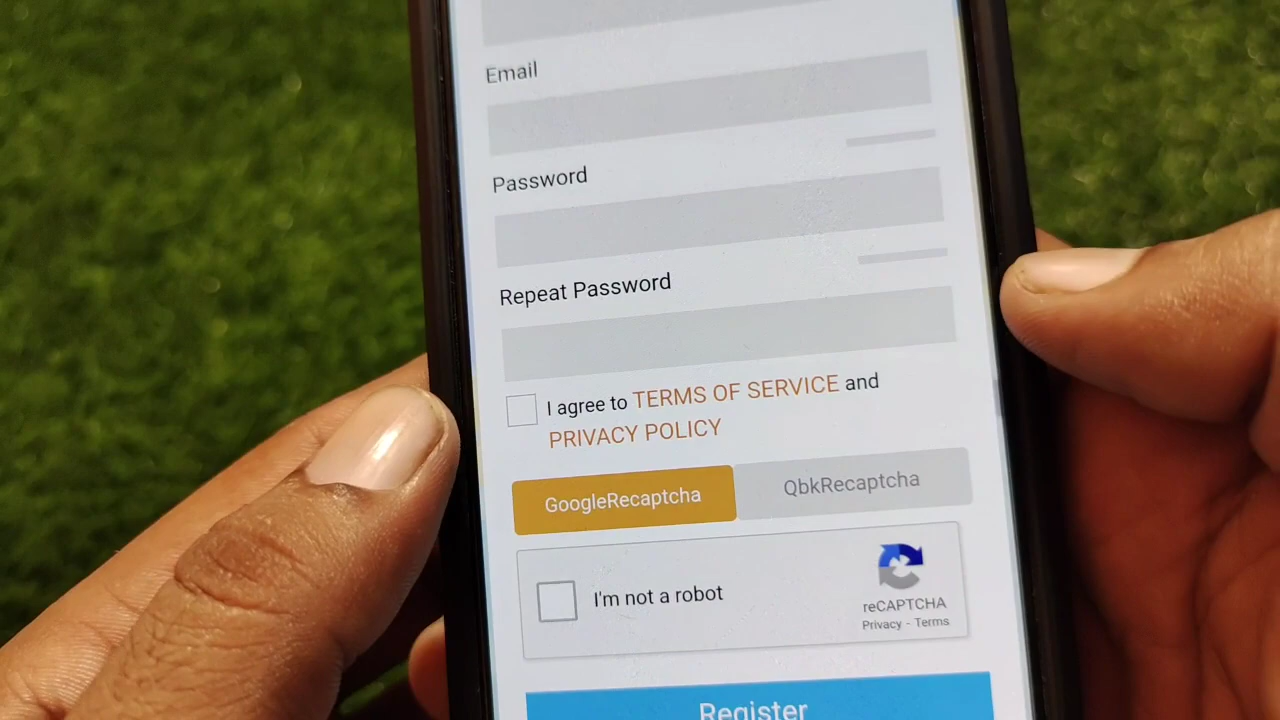 Email
Password
Repeat Password
I agree to TERMS OF SERVICE and
PRIVACY POLICY
GoogleRecaptcha QbkRecaptcha
I'm not a robot
reCAPTCHA
Privacy - Terms
Register